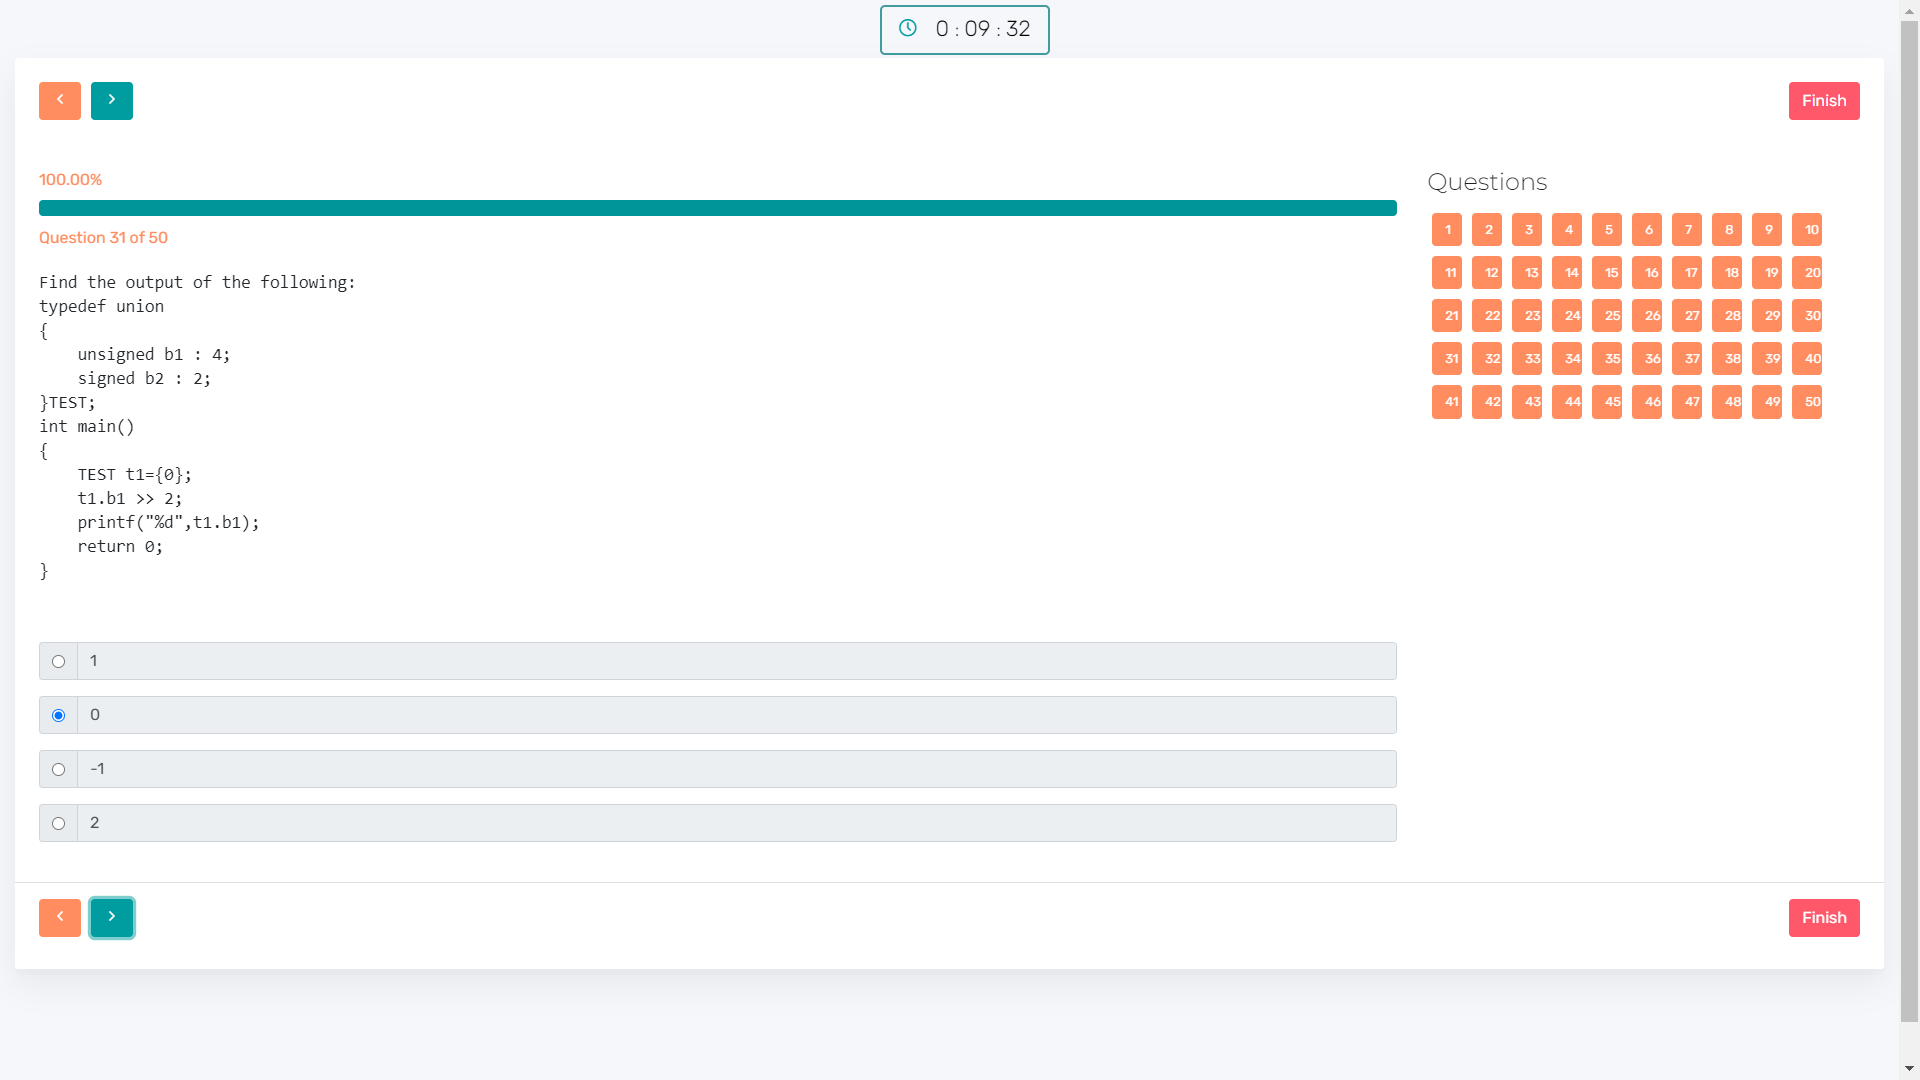 0 : 09 : 32
Finish
100.00%
Question 31 of 50
Find the output of the following:
typedef union
{
    unsigned b1 : 4;
    signed b2 : 2;
}TEST;
int main()
{
    TEST t1={0};
    t1.b1 >> 2;
    printf("%d",t1.b1);
    return 0;
}
1
0
-1
2
Questions
1 2 3 4 5 6 7 8 9 10
11 12 13 14 15 16 17 18 19 20
21 22 23 24 25 26 27 28 29 30
31 32 33 34 35 36 37 38 39 40
41 42 43 44 45 46 47 48 49 50
Finish